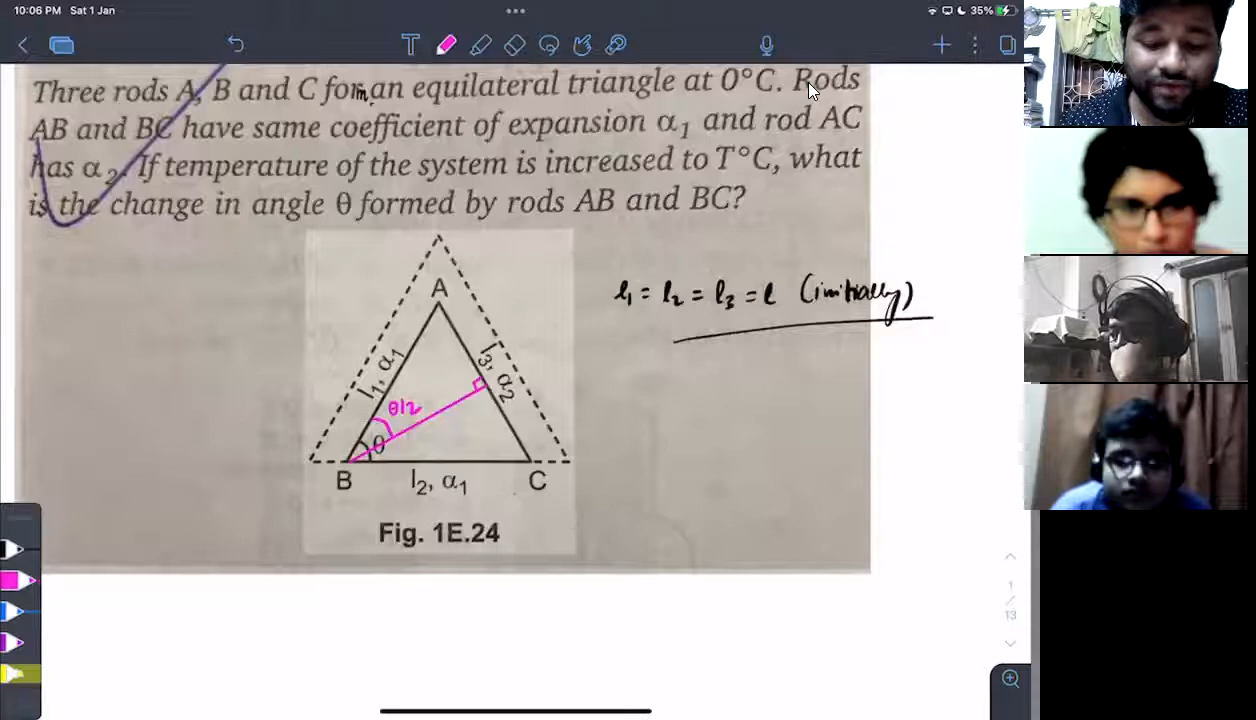 10:06 PM Sat 1 Jan
35%
T
Three rods A, B and C form an equilateral triangle at 0°C. Rods
AB and BC have same coefficient of expansion α₁ and rod AC
has α₂. If temperature of the system is increased to T°C, what
is the change in angle θ formed by rods AB and BC?
l₁ = l₂ = l₃ = l (initially)
A
l₁, α₁
l₃, α₂
θ/2
θ
B
l₂, α₁
C
Fig. 1E.24
1
/
13